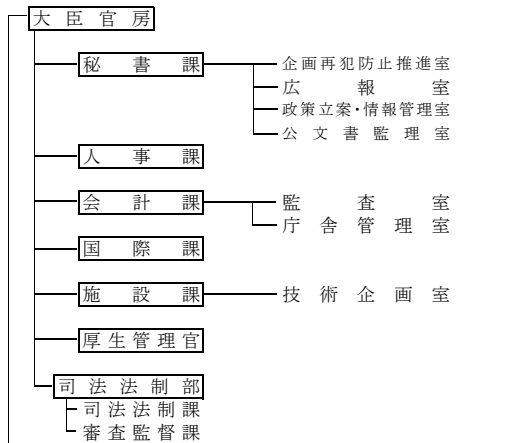 大臣官房
秘書課
企画再犯防止推進室
広報室
政策立案・情報管理室
公文書監理室
人事課
会計課
監査室
庁舎管理室
国際課
施設課
技術企画室
厚生管理官
司法法制部
司法法制課
審査監督課